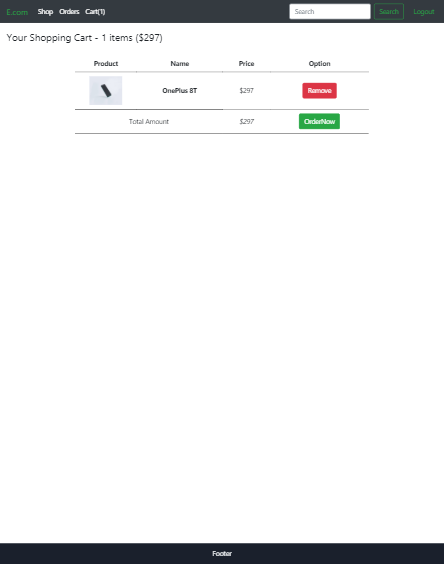 E.com Shop Orders Cart(1) Search Search Logout
Your Shopping Cart - 1 items ($297)
Product Name Price Option
OnePlus 8T $297 Remove
Total Amount $297 OrderNow
Footer